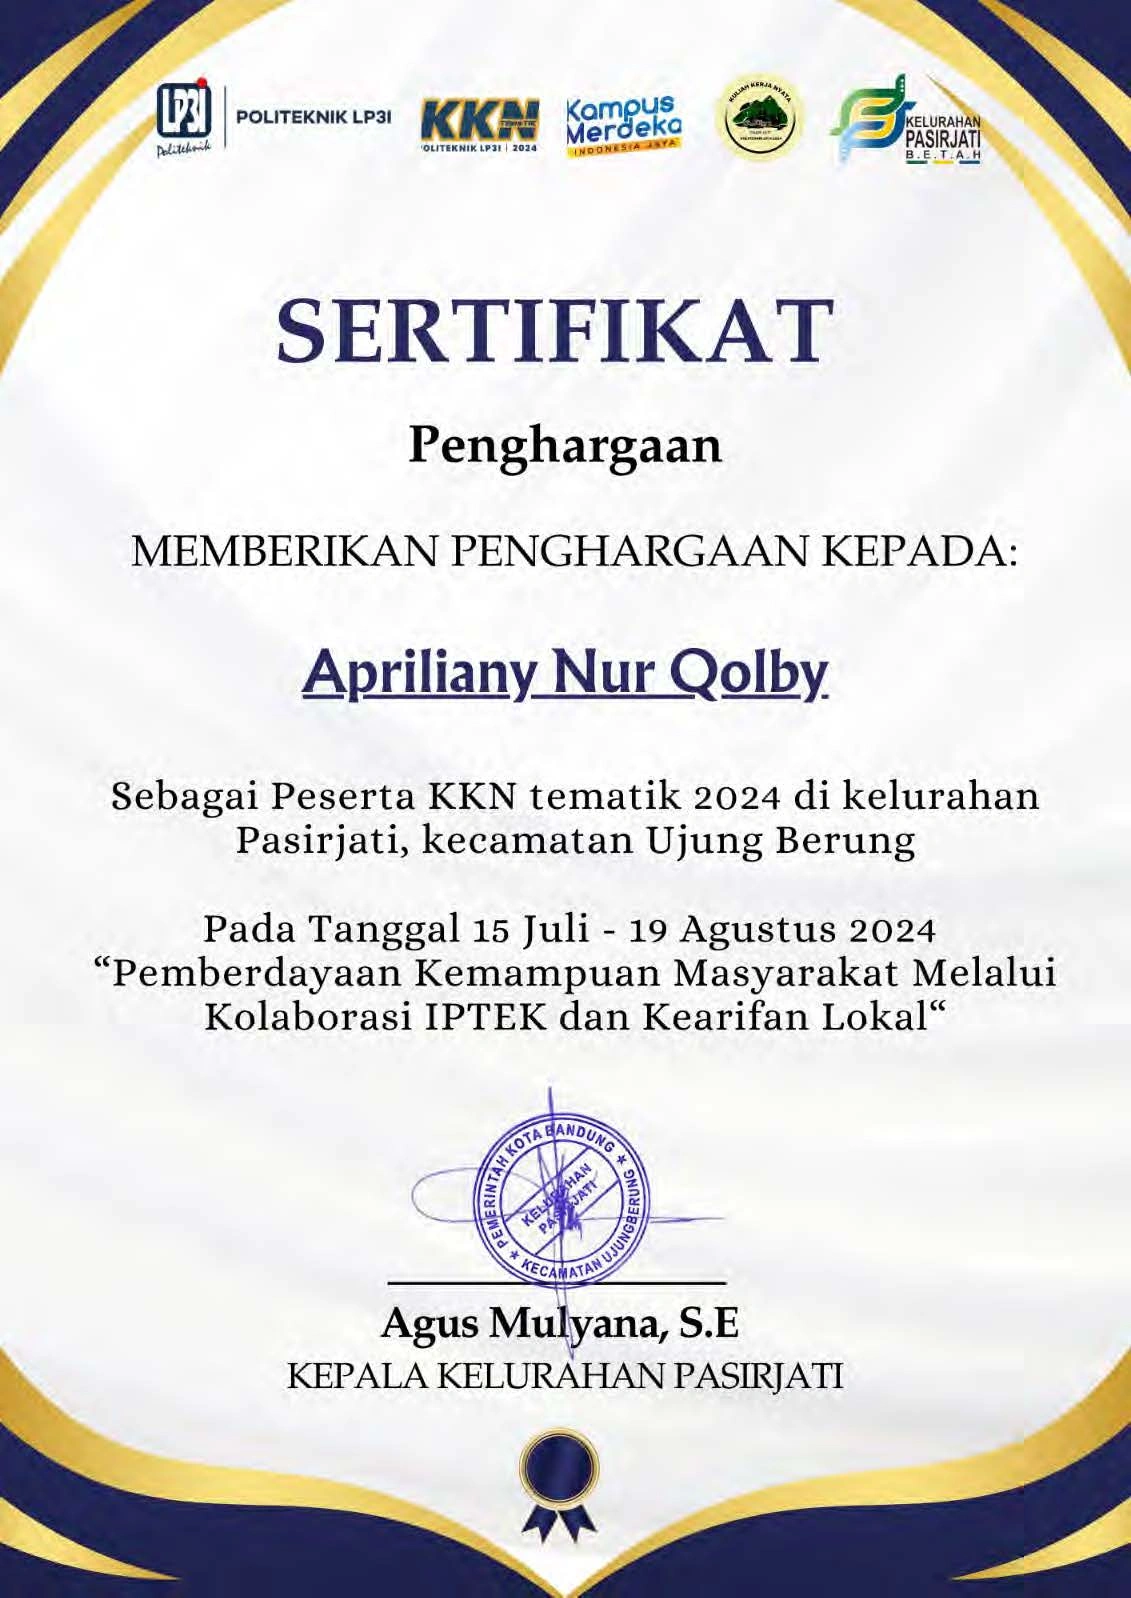 LP3I
Politeknik
POLITEKNIK LP3I
KKN
TEMATIK
POLITEKNIK LP3I | 2024
Kampus
Merdeka
INDONESIA JAYA
KULIAH KERJA NYATA
KELURAHAN
PASIRJATI
B.E.T.A.H
SERTIFIKAT
Penghargaan
MEMBERIKAN PENGHARGAAN KEPADA:
Apriliany Nur Qolby
Sebagai Peserta KKN tematik 2024 di kelurahan
Pasirjati, kecamatan Ujung Berung
Pada Tanggal 15 Juli - 19 Agustus 2024
“Pemberdayaan Kemampuan Masyarakat Melalui
Kolaborasi IPTEK dan Kearifan Lokal“
PEMERINTAH KOTA BANDUNG
KELURAHAN
PASIRJATI
KECAMATAN UJUNGBERUNG
Agus Mulyana, S.E
KEPALA KELURAHAN PASIRJATI